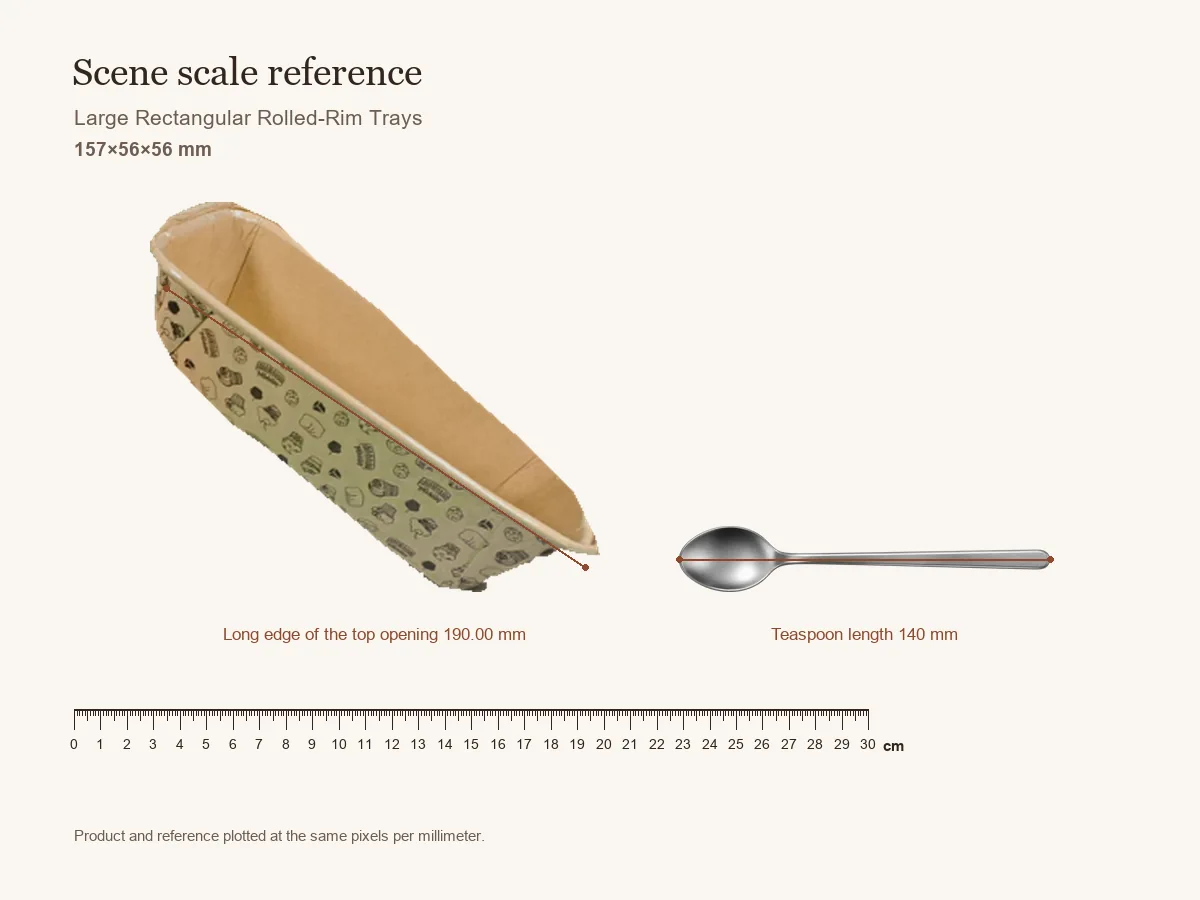 Scene scale reference
Large Rectangular Rolled-Rim Trays
157×56×56 mm
Long edge of the top opening 190.00 mm
Teaspoon length 140 mm
0 1 2 3 4 5 6 7 8 9 10 11 12 13 14 15 16 17 18 19 20 21 22 23 24 25 26 27 28 29 30 cm
Product and reference plotted at the same pixels per millimeter.